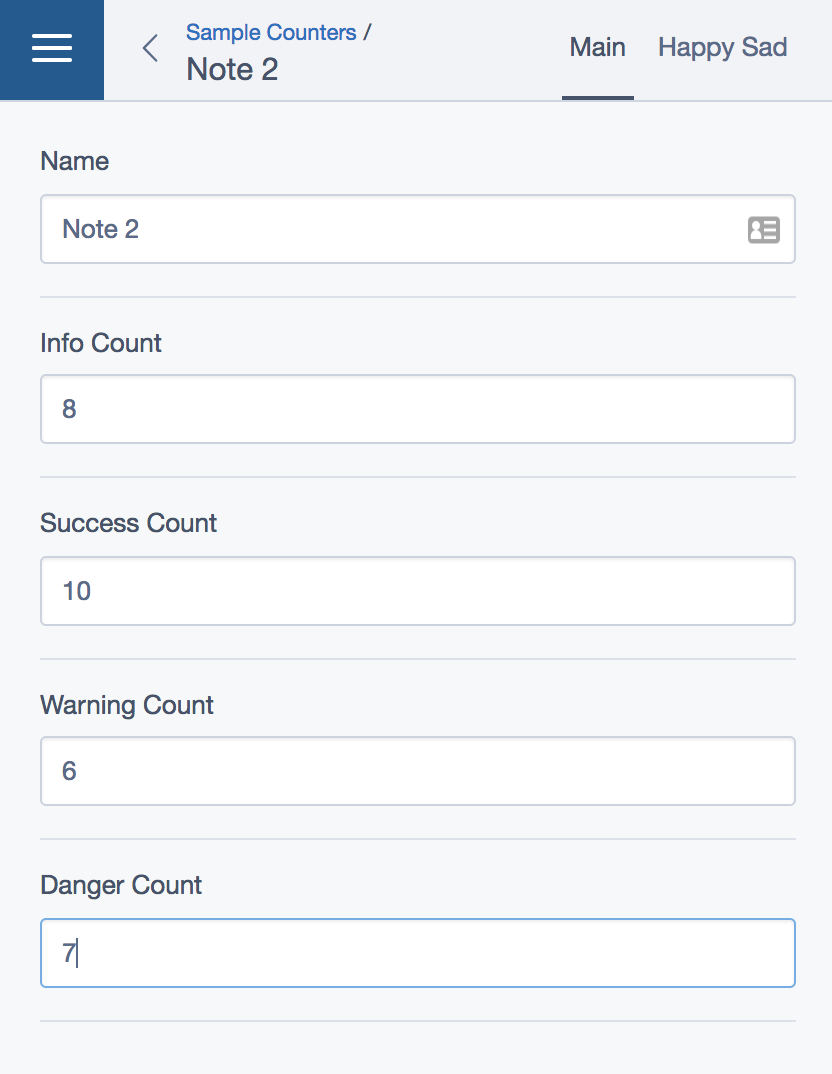 Sample Counters /
Note 2
Main
Happy Sad
Name
Note 2
Info Count
8
Success Count
10
Warning Count
6
Danger Count
7